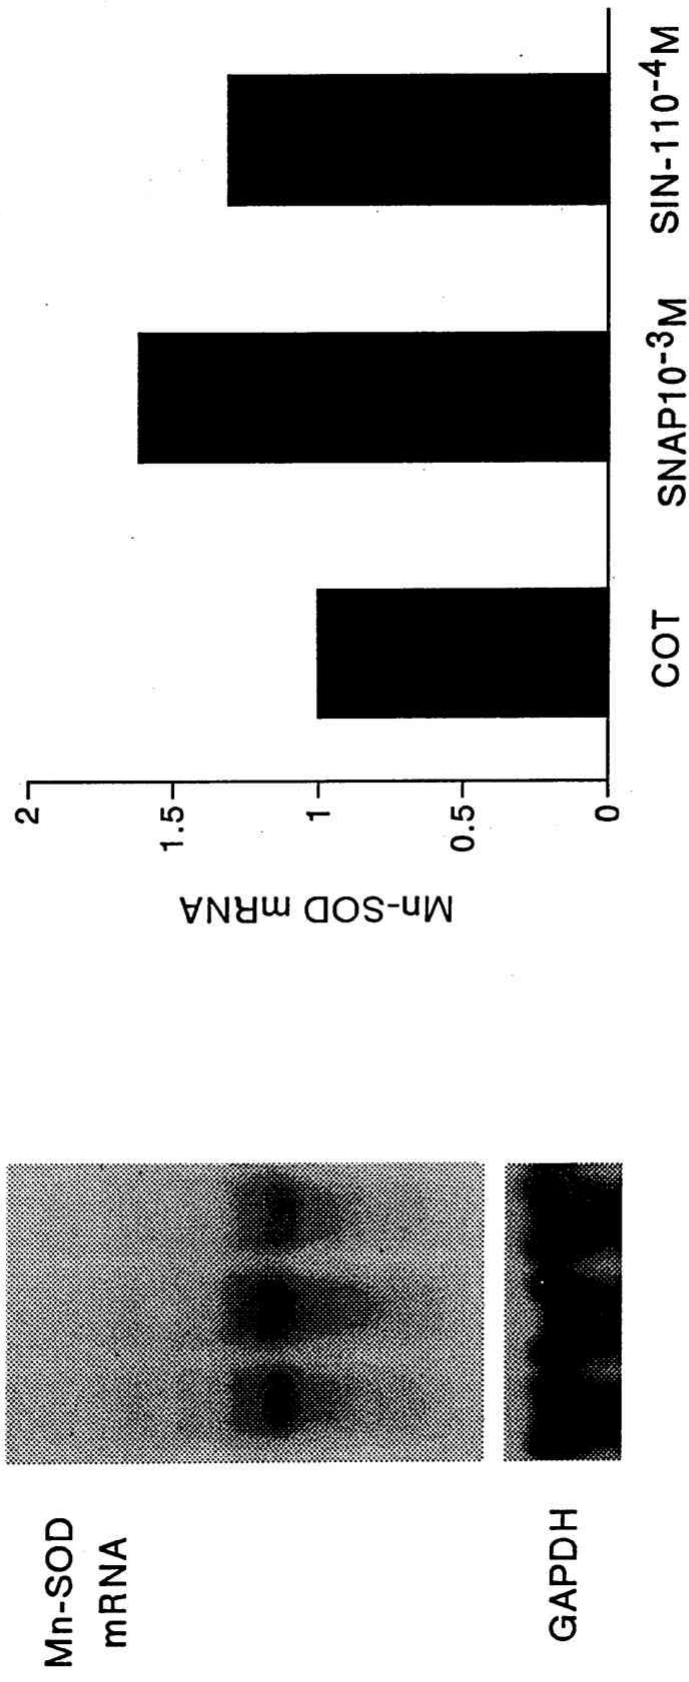 Mn-SOD
mRNA
GAPDH
Mn-SOD mRNA
2
1.5
1
0.5
0
COT
SNAP10⁻³M
SIN-110⁻⁴M